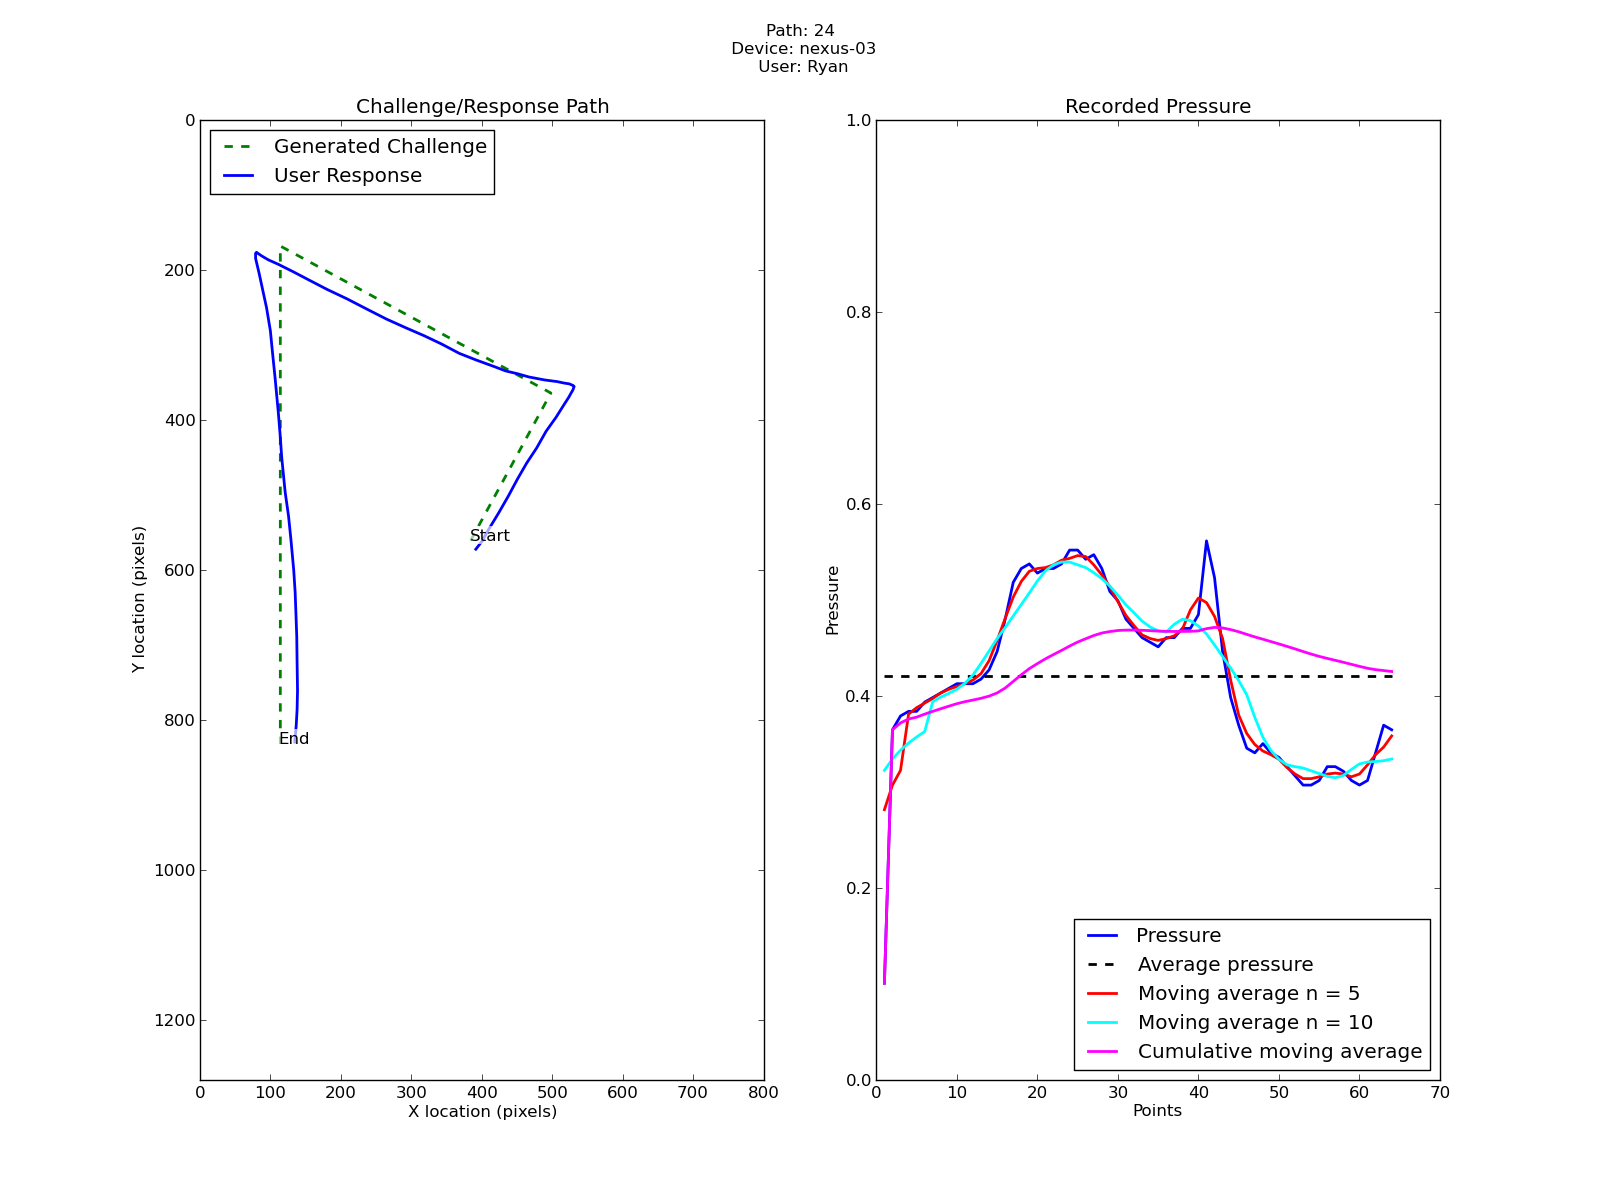 Path: 24
Device: nexus-03
User: Ryan
Challenge/Response Path
Generated Challenge
User Response
Start
End
0
200
400
600
800
1000
1200
Y location (pixels)
0 100 200 300 400 500 600 700 800
X location (pixels)
Recorded Pressure
1.0
0.8
0.6
0.4
0.2
0.0
Pressure
Pressure
Average pressure
Moving average n = 5
Moving average n = 10
Cumulative moving average
0 10 20 30 40 50 60 70
Points